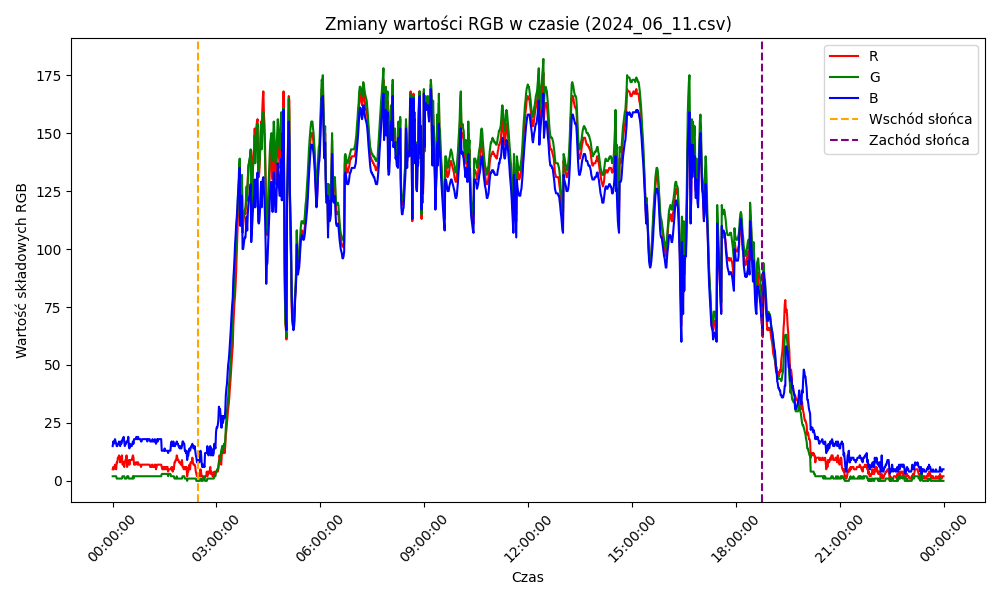 Zmiany wartości RGB w czasie (2024_06_11.csv)
R
G
B
Wschód słońca
Zachód słońca
Wartość składowych RGB
175
150
125
100
75
50
25
0
00:00:00
03:00:00
06:00:00
09:00:00
12:00:00
15:00:00
18:00:00
21:00:00
00:00:00
Czas